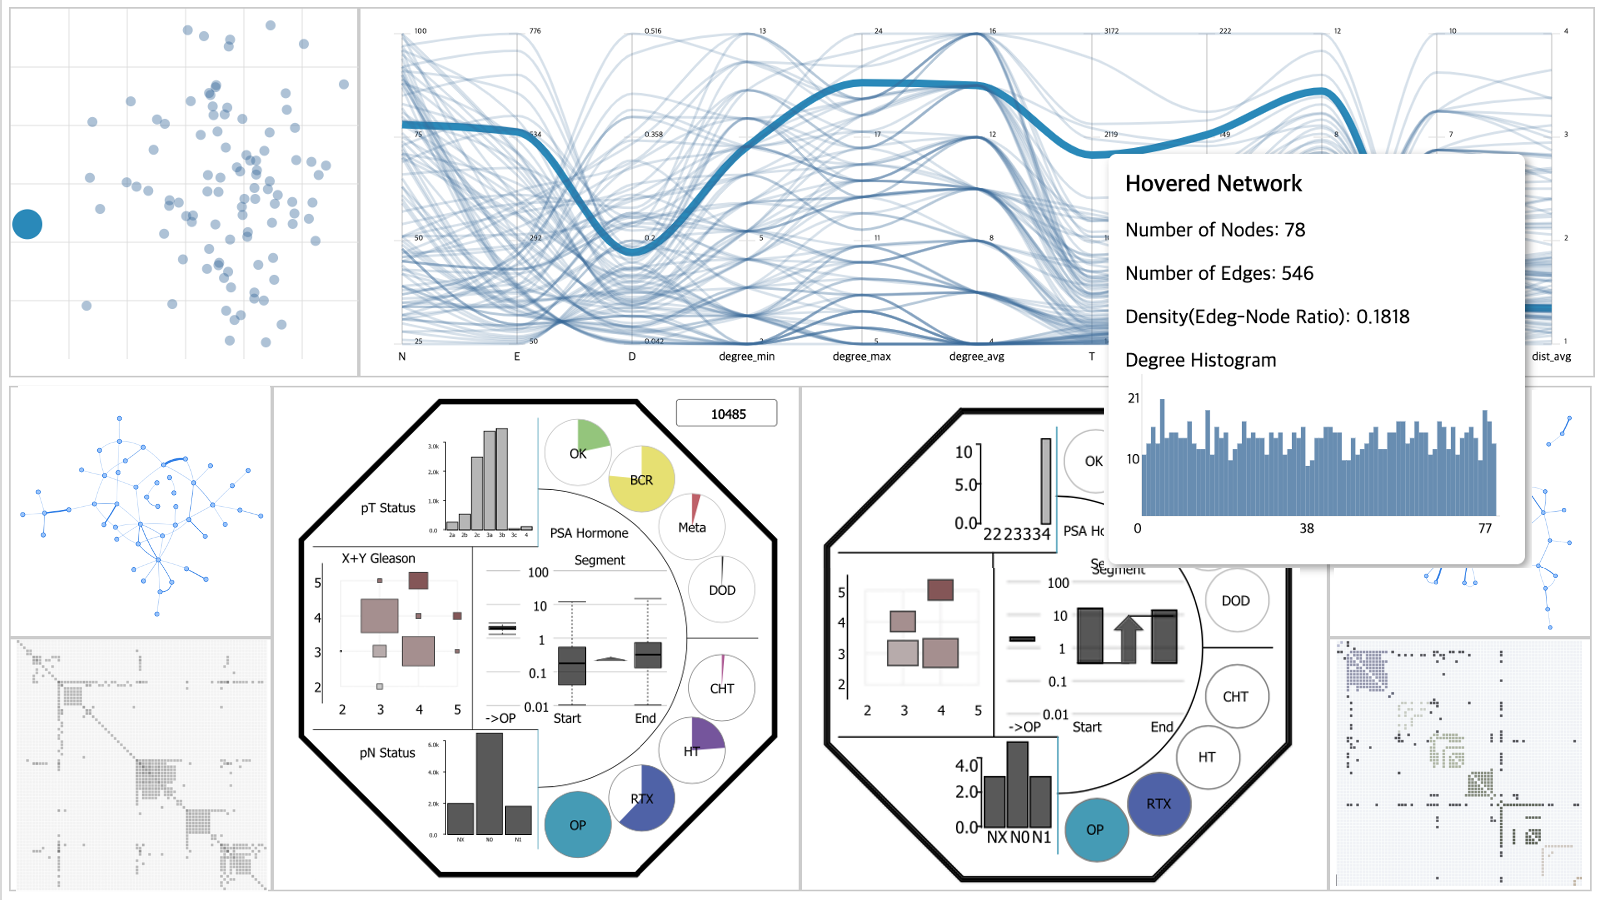 100 776 0.516 13 24 16 3172 222 12 10 4
75 534 0.358 17 12 2119 149 8 7 3
50 292 0.2 5 11 8 2
25 50 0.042 2 5 4 1
N E D degree_min degree_max degree_avg T dist_avg
Hovered Network
Number of Nodes: 78
Number of Edges: 546
Density(Edeg-Node Ratio): 0.1818
Degree Histogram
21
10
0 38 77
10485
pT Status
3.0k
2.0k
1.0k
0.0
2a 2b 2c 3a 3b 3c 4
OK
BCR
Meta
DOD
PSA Hormone
Segment
X+Y Gleason
5
4
3
2
2 3 4 5
100
10
1
0.1
0.01
->OP Start End
CHT
HT
RTX
OP
pN Status
6.0k
4.0k
2.0k
0.0
NX N0 N1
10
5.0
0.0
2223334
OK
PSA Ho
Se
Segment
DOD
5
4
3
2
2 3 4 5
100
10
1
0.1
0.01
->OP Start End
CHT
HT
RTX
OP
4.0
2.0
0.0
NX N0 N1